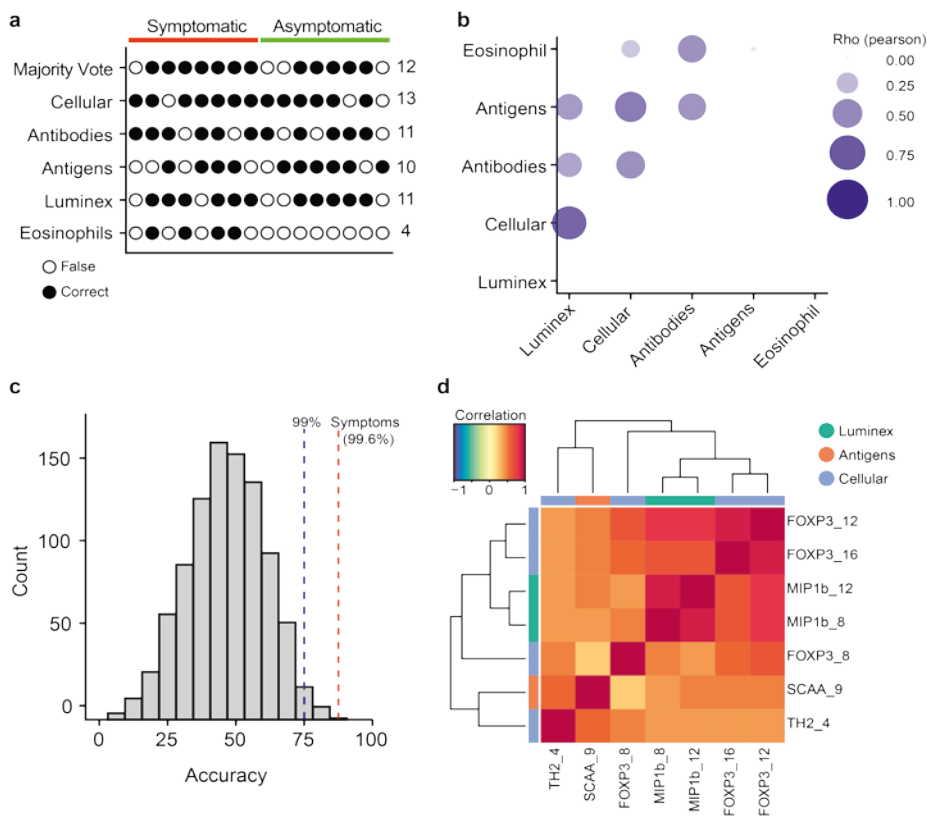 a
Symptomatic Asymptomatic
Majority Vote 12
Cellular 13
Antibodies 11
Antigens 10
Luminex 11
Eosinophils 4
False
Correct
b
Eosinophil
Antigens
Antibodies
Cellular
Luminex
Luminex Cellular Antibodies Antigens Eosinophil
Rho (pearson)
0.00
0.25
0.50
0.75
1.00
c
99% Symptoms
(99.6%)
150
100
50
0
Count
0 25 50 75 100
Accuracy
d
Correlation
−1 0 1
Luminex
Antigens
Cellular
FOXP3_12
FOXP3_16
MIP1b_12
MIP1b_8
FOXP3_8
SCAA_9
TH2_4
TH2_4 SCAA_9 FOXP3_8 MIP1b_8 MIP1b_12 FOXP3_16 FOXP3_12